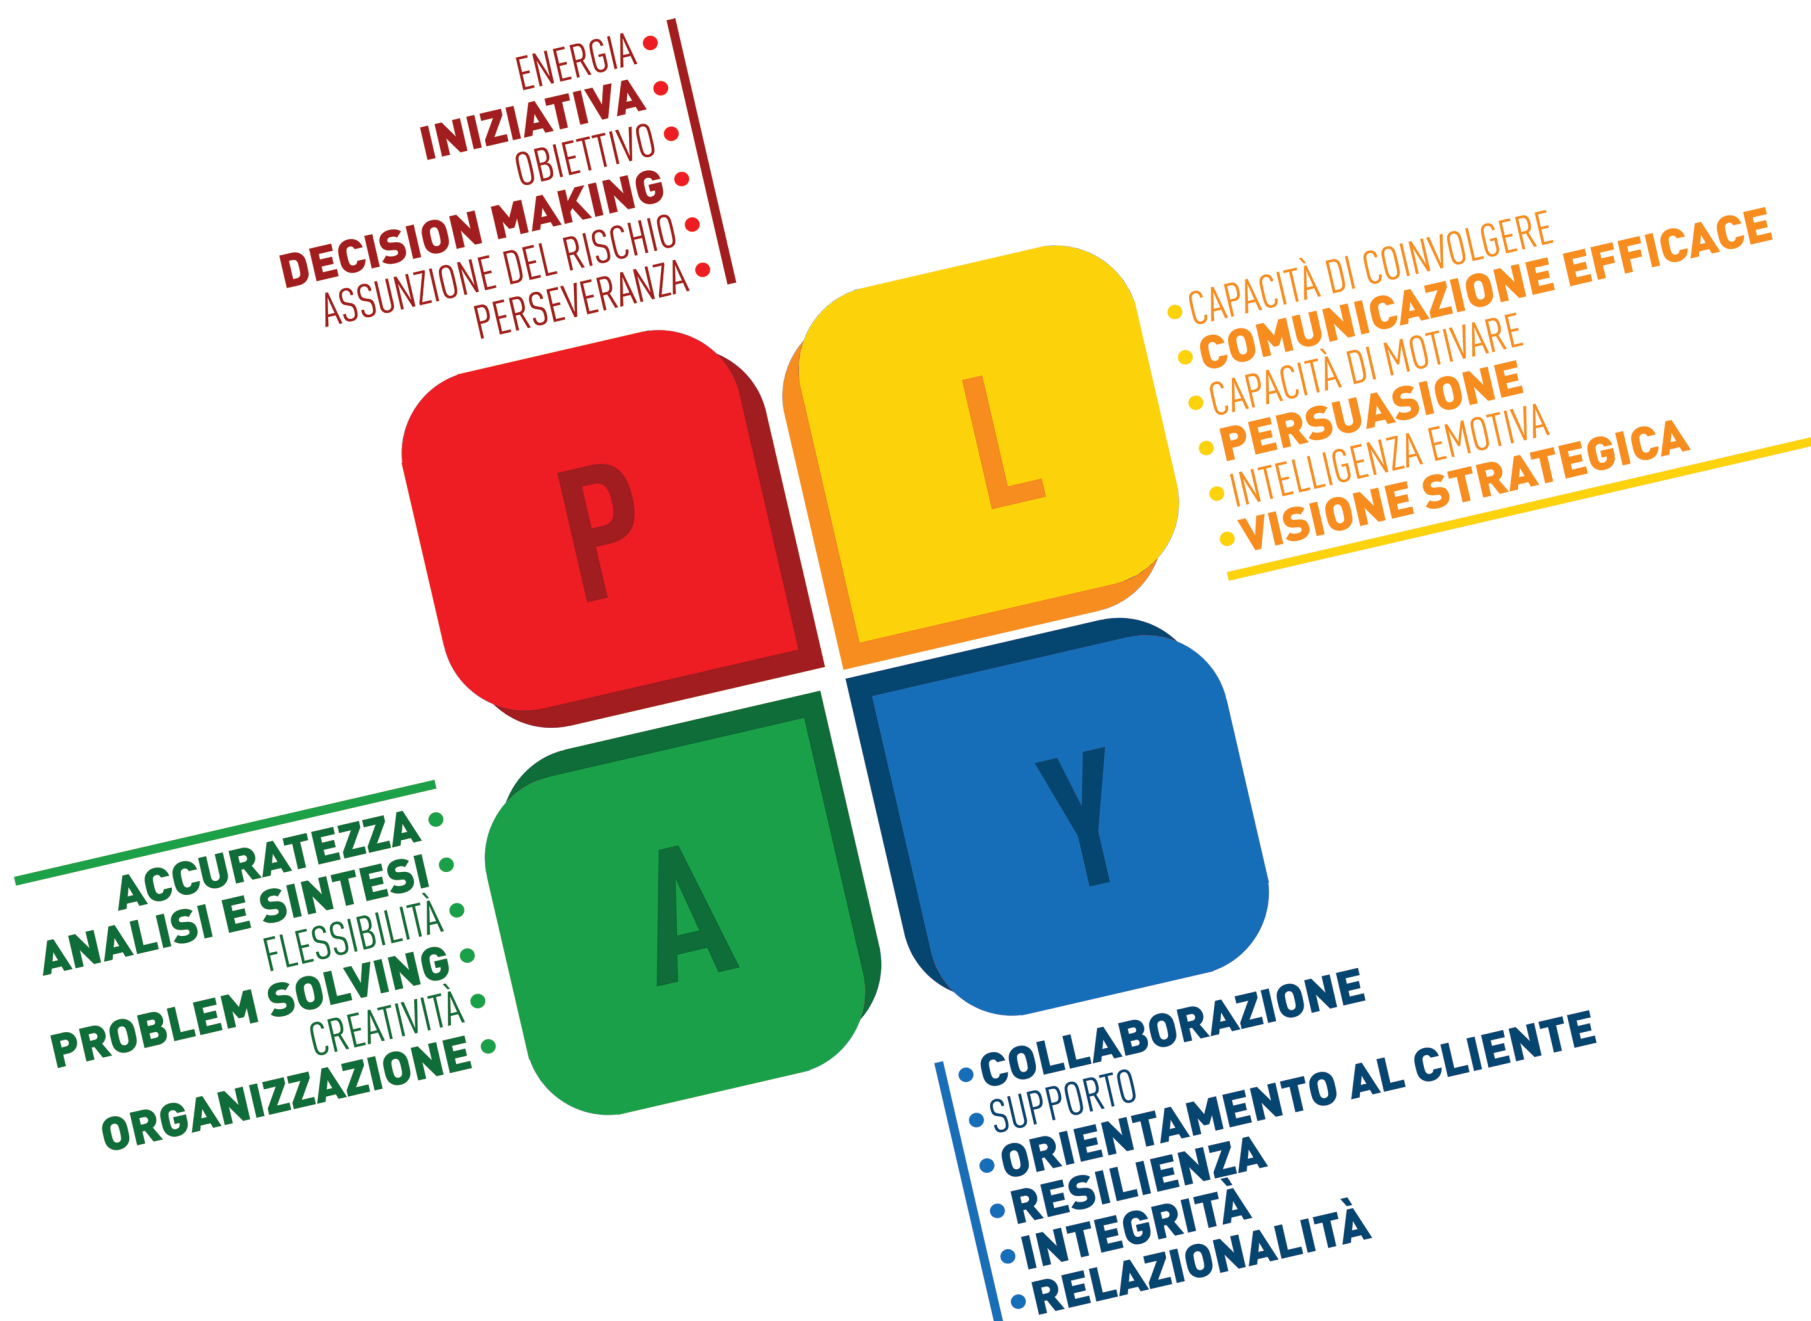 ENERGIA
INIZIATIVA
OBIETTIVO
DECISION MAKING
ASSUNZIONE DEL RISCHIO
PERSEVERANZA
P
L
CAPACITÀ DI COINVOLGERE
COMUNICAZIONE EFFICACE
CAPACITÀ DI MOTIVARE
PERSUASIONE
INTELLIGENZA EMOTIVA
VISIONE STRATEGICA
ACCURATEZZA
ANALISI E SINTESI
FLESSIBILITÀ
PROBLEM SOLVING
CREATIVITÀ
ORGANIZZAZIONE
A
Y
COLLABORAZIONE
SUPPORTO
ORIENTAMENTO AL CLIENTE
RESILIENZA
INTEGRITÀ
RELAZIONALITÀ